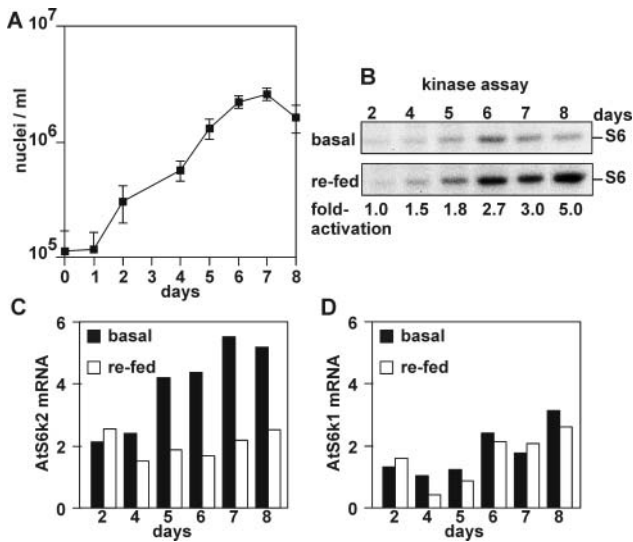 A
10⁷
10⁶
10⁵
nuclei / ml
0 1 2 3 4 5 6 7 8
days
B
kinase assay
2 4 5 6 7 8 days
basal S6
re-fed S6
fold- 1.0 1.5 1.8 2.7 3.0 5.0
activation
C
6
4
2
0
AtS6k2 mRNA
basal
re-fed
2 4 5 6 7 8
days
D
6
4
2
0
AtS6k1 mRNA
basal
re-fed
2 4 5 6 7 8
days